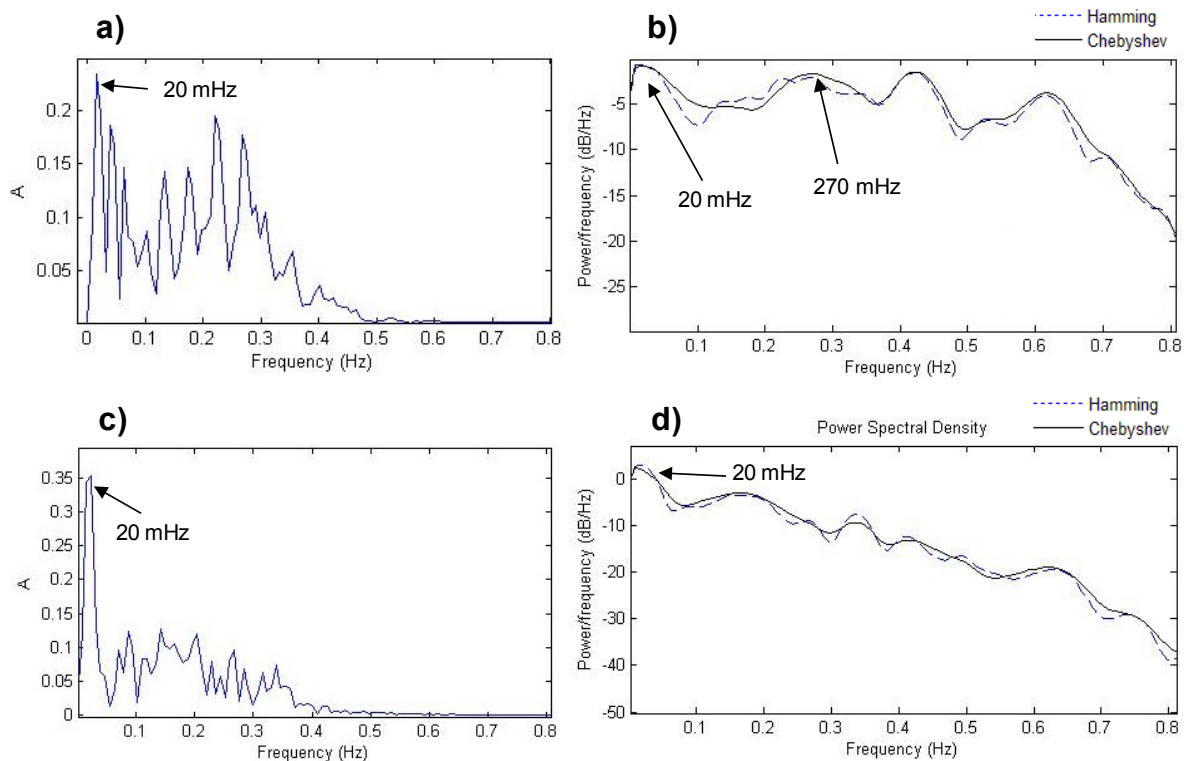 a)
20 mHz
0.2
0.15
0.1
0.05
A
0 0.1 0.2 0.3 0.4 0.5 0.6 0.7 0.8
Frequency (Hz)
b)
Hamming
Chebyshev
-5
-10
-15
-20
-25
Power/frequency (dB/Hz)
20 mHz
270 mHz
0.1 0.2 0.3 0.4 0.5 0.6 0.7 0.8
Frequency (Hz)
c)
20 mHz
0.35
0.3
0.25
0.2
0.15
0.1
0.05
0
A
0.1 0.2 0.3 0.4 0.5 0.6 0.7 0.8
Frequency (Hz)
d)
Hamming
Chebyshev
Power Spectral Density
20 mHz
0
-10
-20
-30
-40
-50
Power/frequency (dB/Hz)
0.1 0.2 0.3 0.4 0.5 0.6 0.7 0.8
Frequency (Hz)